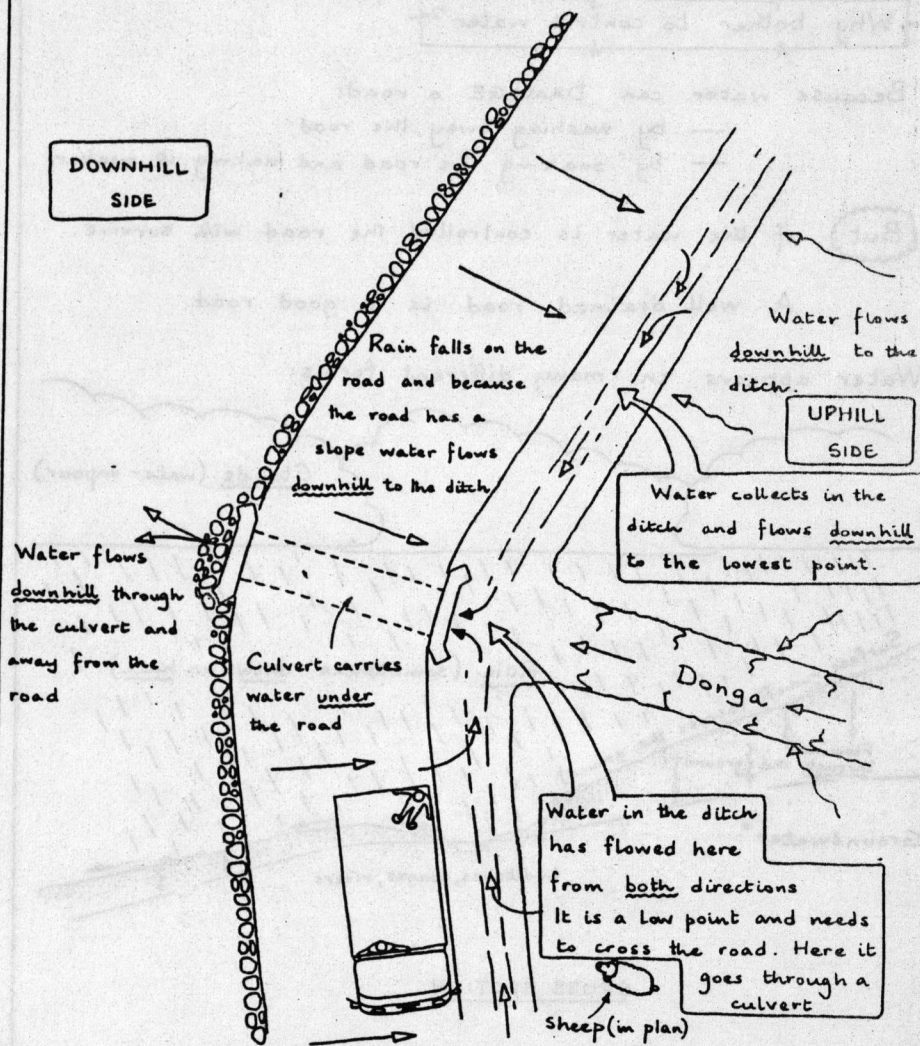 DOWNHILL
SIDE
Rain falls on the
road and because
the road has a
slope water flows
downhill to the ditch
Water flows
downhill to the
ditch.
UPHILL
SIDE
Water collects in the
ditch and flows downhill
to the lowest point.
Water flows
downhill through
the culvert and
away from the
road
Culvert carries
water under
the road
Donga
Water in the ditch
has flowed here
from both directions
It is a low point and needs
to cross the road. Here it
goes through a
culvert
Sheep (in plan)